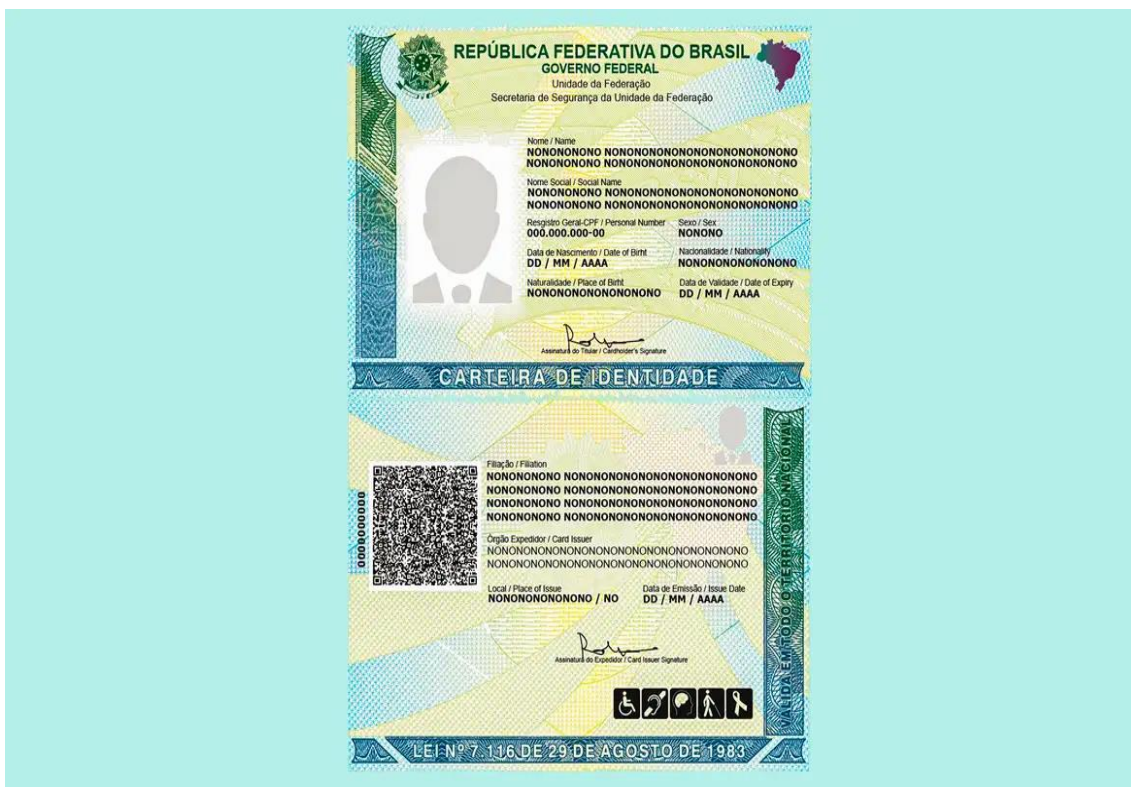 REPÚBLICA FEDERATIVA DO BRASIL
GOVERNO FEDERAL
Unidade da Federação
Secretaria de Segurança da Unidade da Federação
Nome / Name
NONONONONO NONONONONONONONONONONONONO
NONONONONO NONONONONONONONONONONONONO
Nome Social / Social Name
NONONONONO NONONONONONONONONONONONONO
NONONONONO NONONONONONONONONONONONONO
Resgistro Geral-CPF / Personal Number Sexo / Sex
000.000.000-00 NONONO
Data de Nascimento / Date of Birht Nacionalidade / Nationality
DD / MM / AAAA NONONONONONONONO
Naturalidade / Place of Birht Data de Validade / Date of Expiry
NONONONONONONONONO DD / MM / AAAA
Assinatura do Titular / Cardholder's Signature
CARTEIRA DE IDENTIDADE
Filiação / Filiation
NONONONONO NONONONONONONONONONONONONO
NONONONONO NONONONONONONONONONONONONO
NONONONONO NONONONONONONONONONONONONO
NONONONONO NONONONONONONONONONONONONO
0000000000
Órgão Expedidor / Card Issuer
NONONONONONONONONONONONONONONONONONO
NONONONONONONONONONONONONONONONONONO
Local / Place of Issue Data de Emissão / Issue Date
NONONONONONONO / NO DD / MM / AAAA
Assinatura do Expedidor / Card Issuer Signature
VALIDA EM TODO O TERRITÓRIO NACIONAL
LEI Nº 7.116 DE 29 DE AGOSTO DE 1983